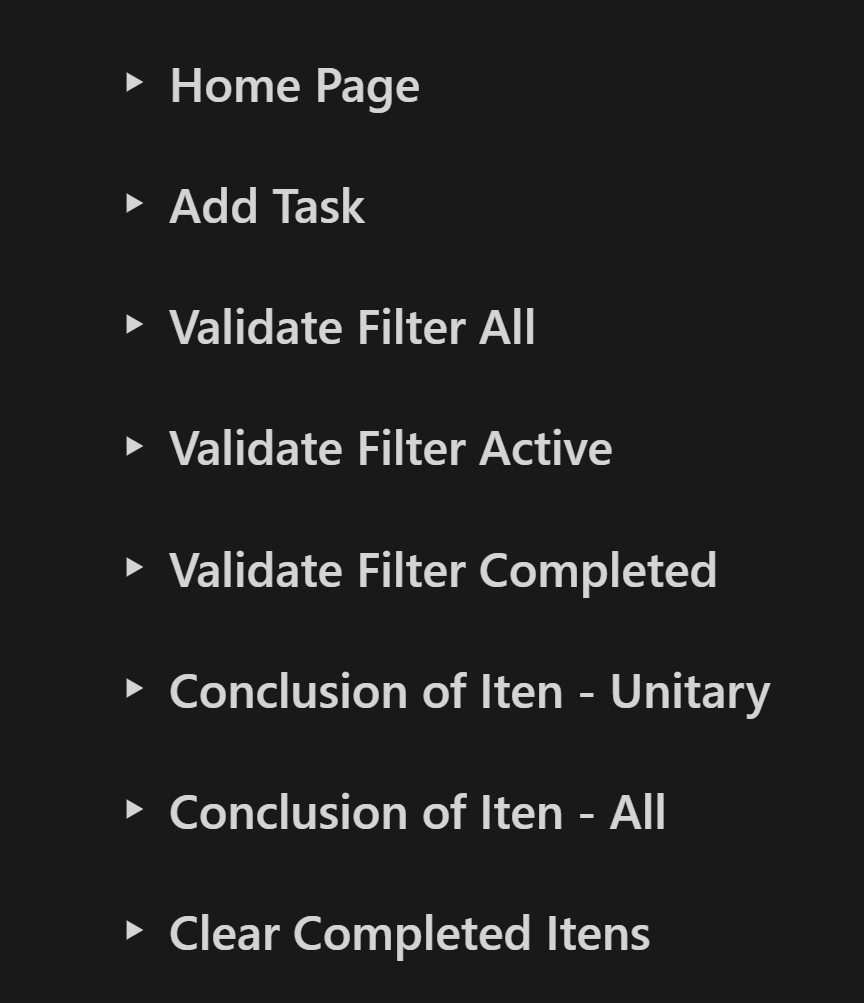 Home Page
Add Task
Validate Filter All
Validate Filter Active
Validate Filter Completed
Conclusion of Iten - Unitary
Conclusion of Iten - All
Clear Completed Itens